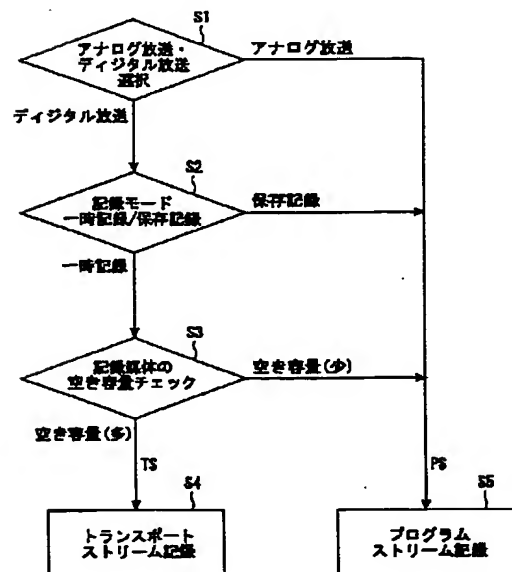 S1
アナログ放送・
ディジタル放送
選択
アナログ放送
ディジタル放送
S2
記録モード
一時記録/保存記録
保存記録
一時記録
S3
記録媒体の
空き容量チェック
空き容量(少)
空き容量(多)
TS
PS
S4
S5
トランスポート
ストリーム記録
プログラム
ストリーム記録